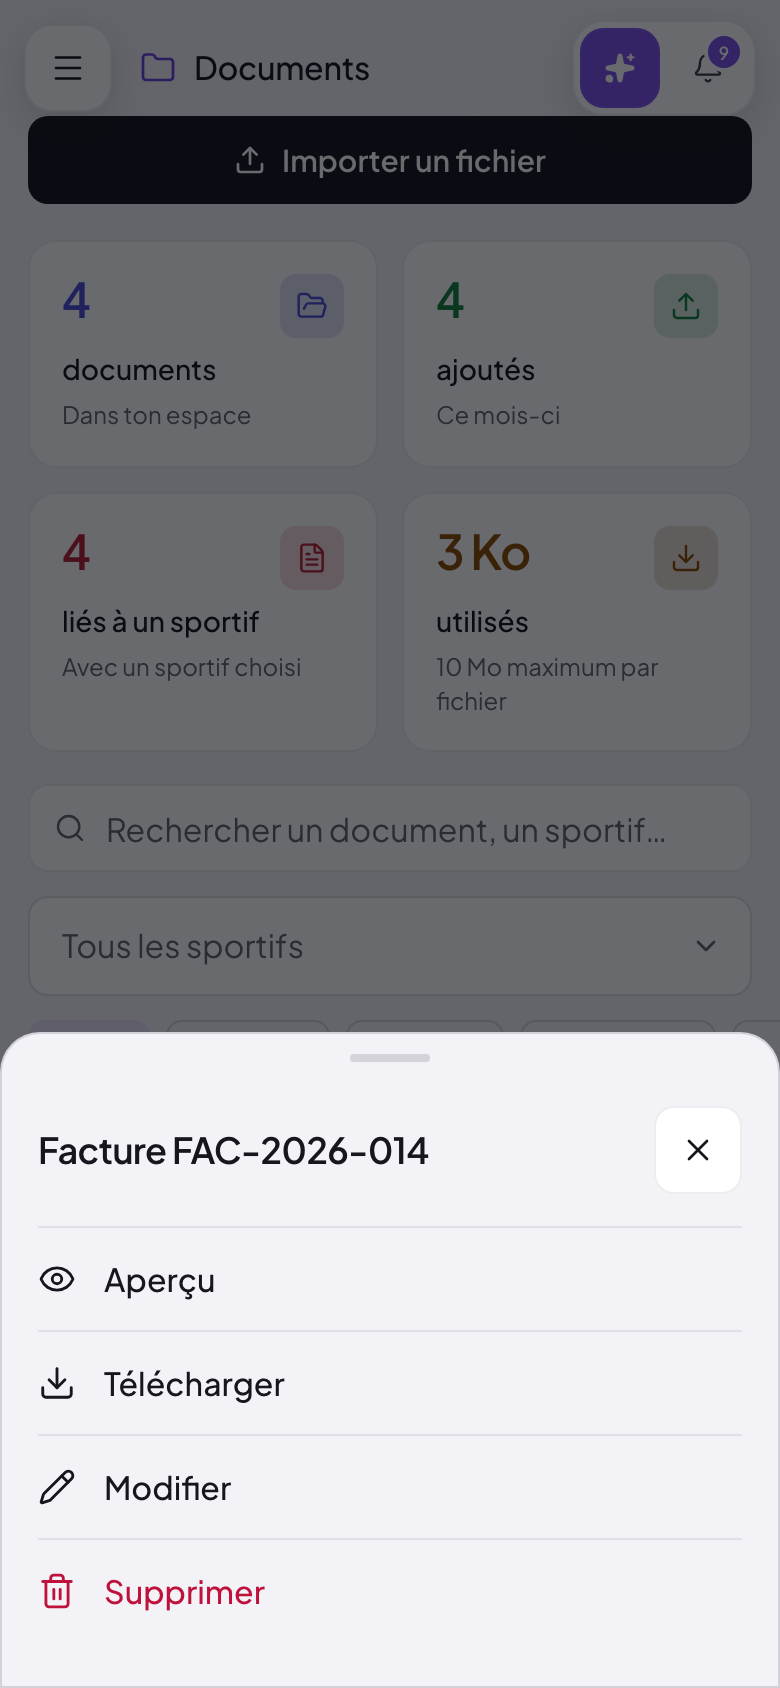 Documents
9
Importer un fichier
4
documents
Dans ton espace
4
ajoutés
Ce mois-ci
4
liés à un sportif
Avec un sportif choisi
3 Ko
utilisés
10 Mo maximum par
fichier
Rechercher un document, un sportif…
Tous les sportifs
Facture FAC-2026-014
Aperçu
Télécharger
Modifier
Supprimer